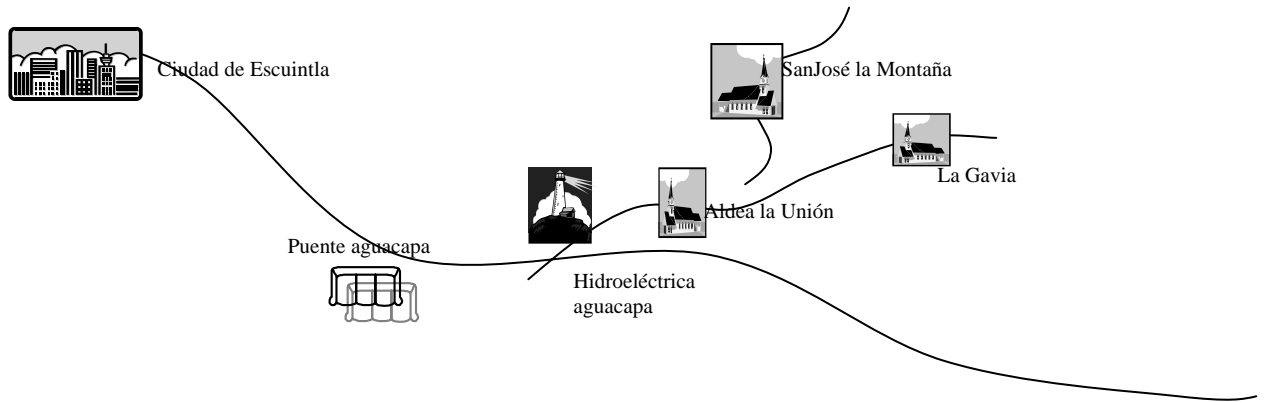 Ciudad de Escuintla
SanJosé la Montaña
La Gavia
Aldea la Unión
Puente aguacapa
Hidroeléctrica
aguacapa